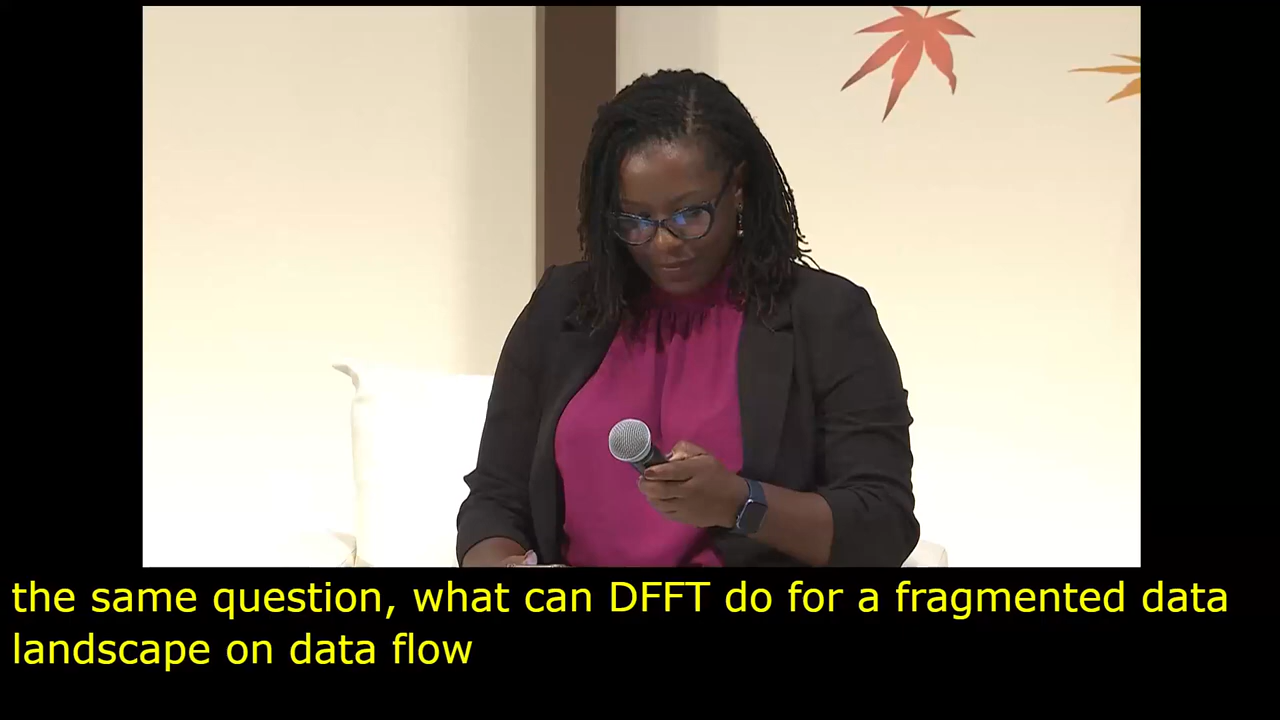 the same question, what can DFFT do for a fragmented data
landscape on data flow